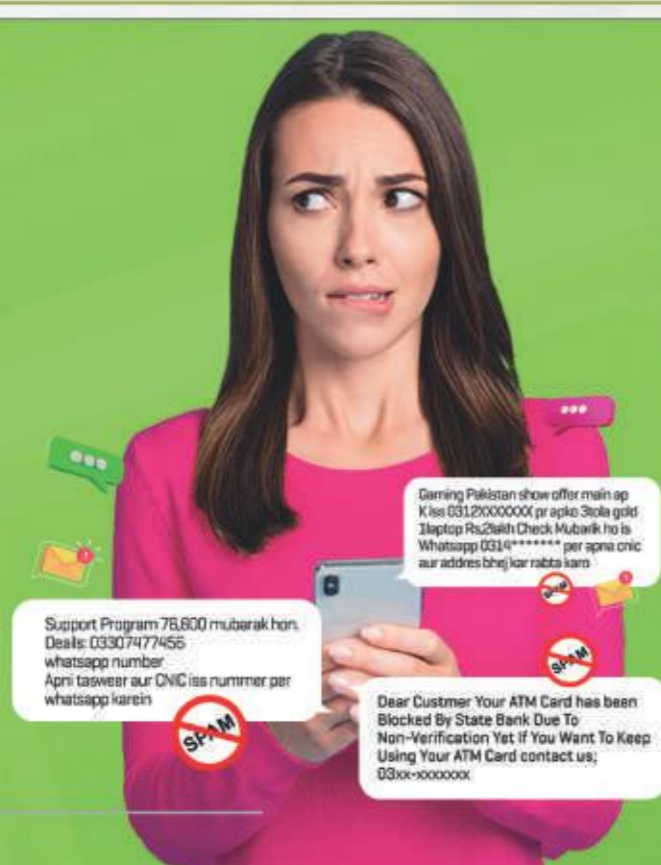 Gaming Pakistan show offer main ap
K iss 0312XXXXXXX pr apko 3tola gold
1laptop Rs,2lakh Check Mubarik ho is
Whatsapp 0314******* per apna cnic
aur addres bhej kar rabta karo
SPAM
Support Program 76,600 mubarak hon.
Deails: 03307477456
whatsapp number
Apni tasweer aur CNIC iss nummer per
whatsapp karein
SPAM
SPAM
Dear Custmer Your ATM Card has been
Blocked By State Bank Due To
Non-Verification Yet If You Want To Keep
Using Your ATM Card contact us;
03xx-xxxxxxx